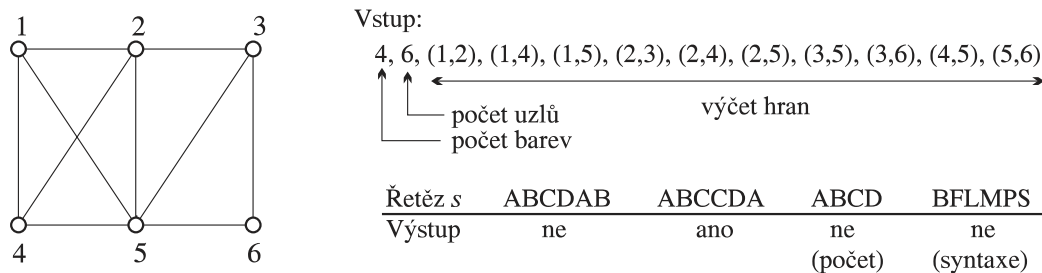 1 2 3
4 5 6
Vstup:
4, 6, (1,2), (1,4), (1,5), (2,3), (2,4), (2,5), (3,5), (3,6), (4,5), (5,6)
výčet hran
počet uzlů
počet barev
Řetěz s ABCDAB ABCCDA ABCD BFLMPS
Výstup ne ano ne ne
(počet) (syntaxe)